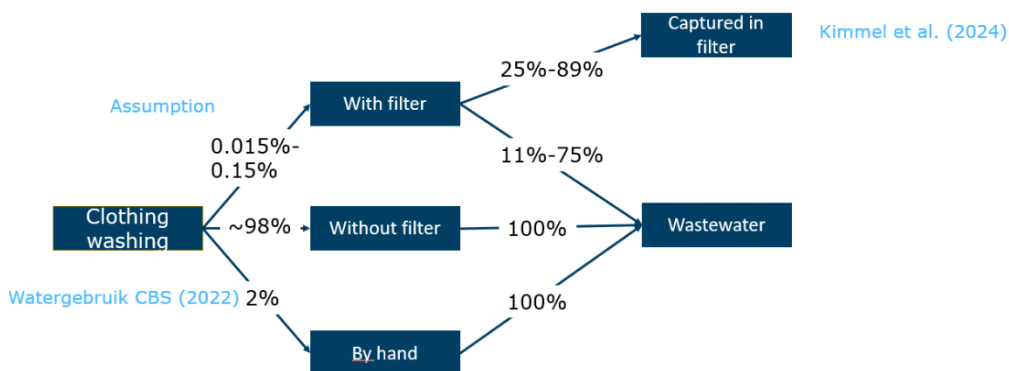 Captured in
filter
Kimmel et al. (2024)
25%-89%
Assumption
With filter
0.015%-
0.15%
11%-75%
Clothing
washing
~98%
Without filter
100%
Wastewater
Watergebruik CBS (2022)
2%
100%
By hand